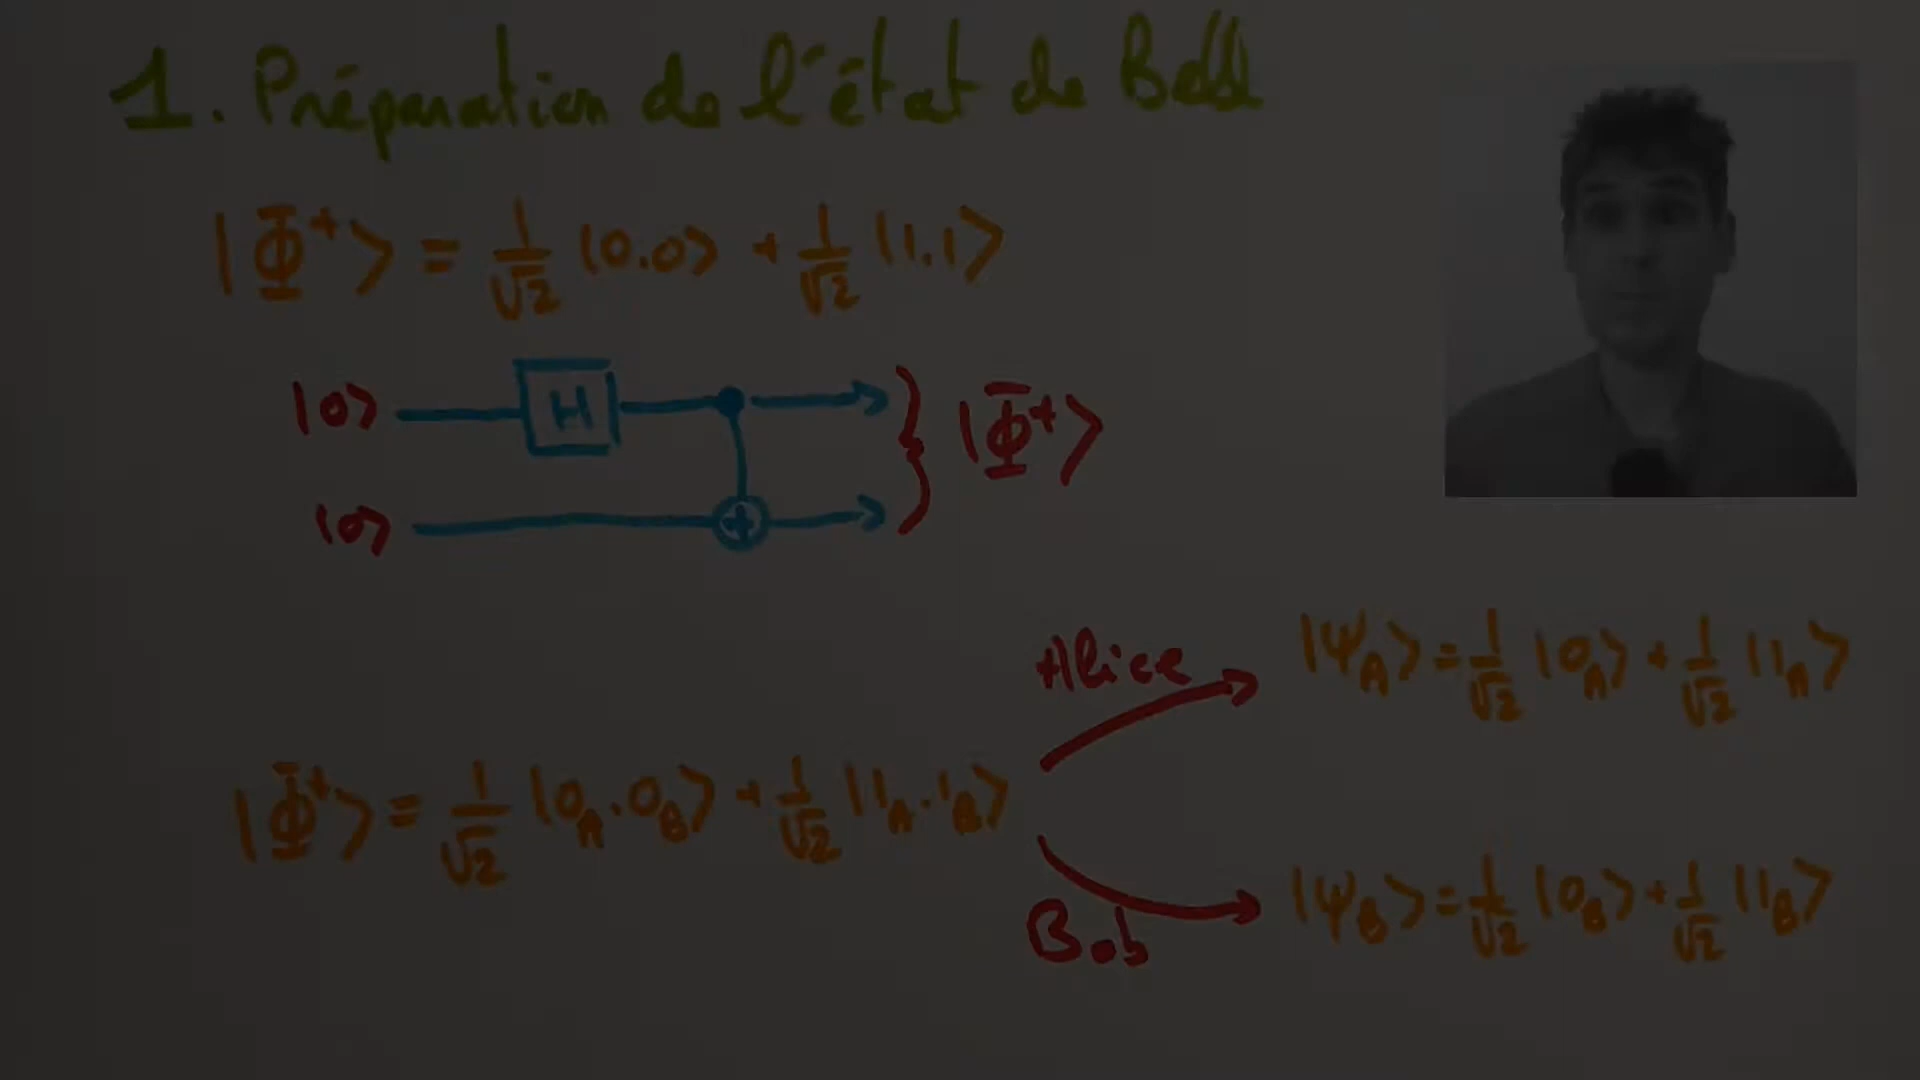 1. Préparation de l'état de Bell
|Φ⁺⟩ = 1/√2 |0.0⟩ + 1/√2 |1.1⟩
|0⟩ H |Φ⁺⟩
|0⟩
Alice |ψ_A⟩ = 1/√2 |0_A⟩ + 1/√2 |1_A⟩
|Φ⁺⟩ = 1/√2 |0_A.0_B⟩ + 1/√2 |1_A.1_B⟩
Bob |ψ_B⟩ = 1/√2 |0_B⟩ + 1/√2 |1_B⟩